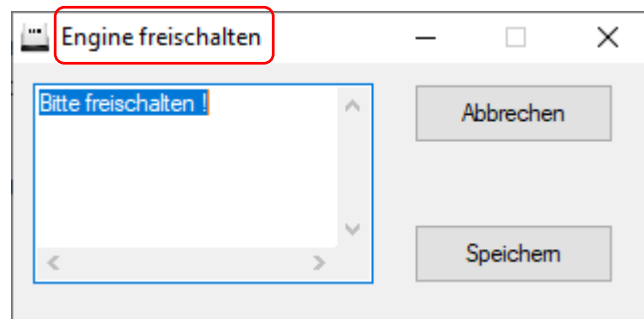 Engine freischalten
Bitte freischalten !
Abbrechen
Speichern